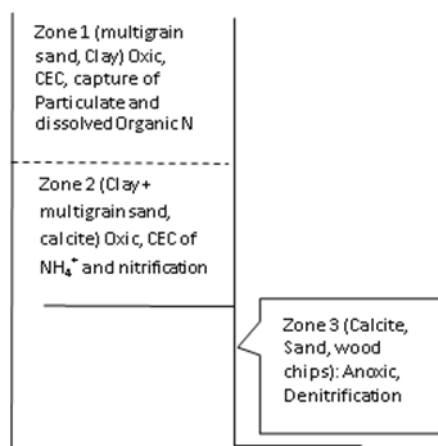 Zone 1 (multigrain
sand, Clay) Oxic,
CEC, capture of
Particulate and
dissolved Organic N
Zone 2 (Clay+
multigrain sand,
calcite) Oxic, CEC of
NH₄⁺ and nitrification
Zone 3 (Calcite,
Sand, wood
chips): Anoxic,
Denitrification